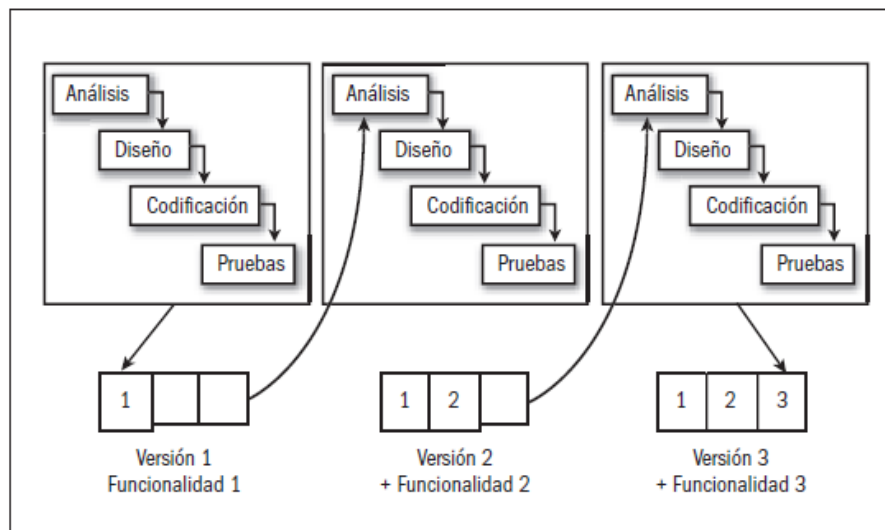 Análisis
Diseño
Codificación
Pruebas
Análisis
Diseño
Codificación
Pruebas
Análisis
Diseño
Codificación
Pruebas
1
1 2
1 2 3
Versión 1
Funcionalidad 1
Versión 2
+ Funcionalidad 2
Versión 3
+ Funcionalidad 3